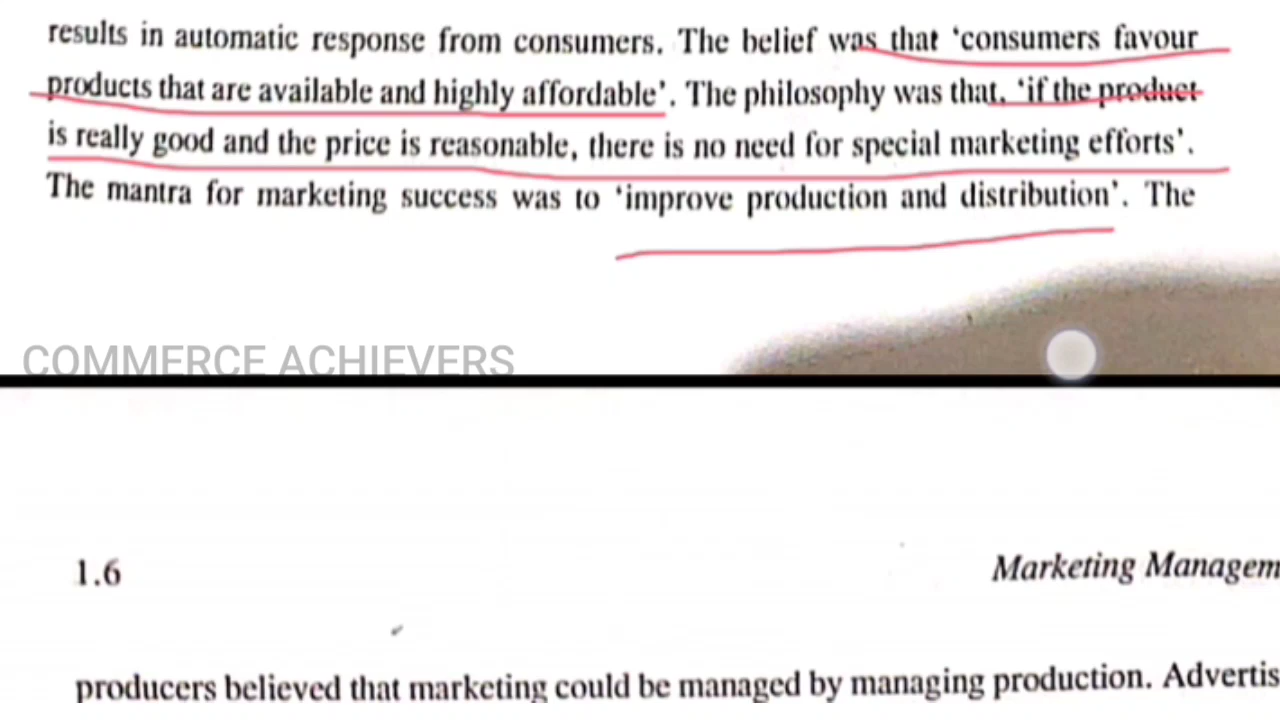 results in automatic response from consumers. The belief was that ‘consumers favour
products that are available and highly affordable’. The philosophy was that, ‘if the product
is really good and the price is reasonable, there is no need for special marketing efforts’.
The mantra for marketing success was to ‘improve production and distribution’. The
COMMERCE ACHIEVERS
1.6
Marketing Managem
producers believed that marketing could be managed by managing production. Advertis